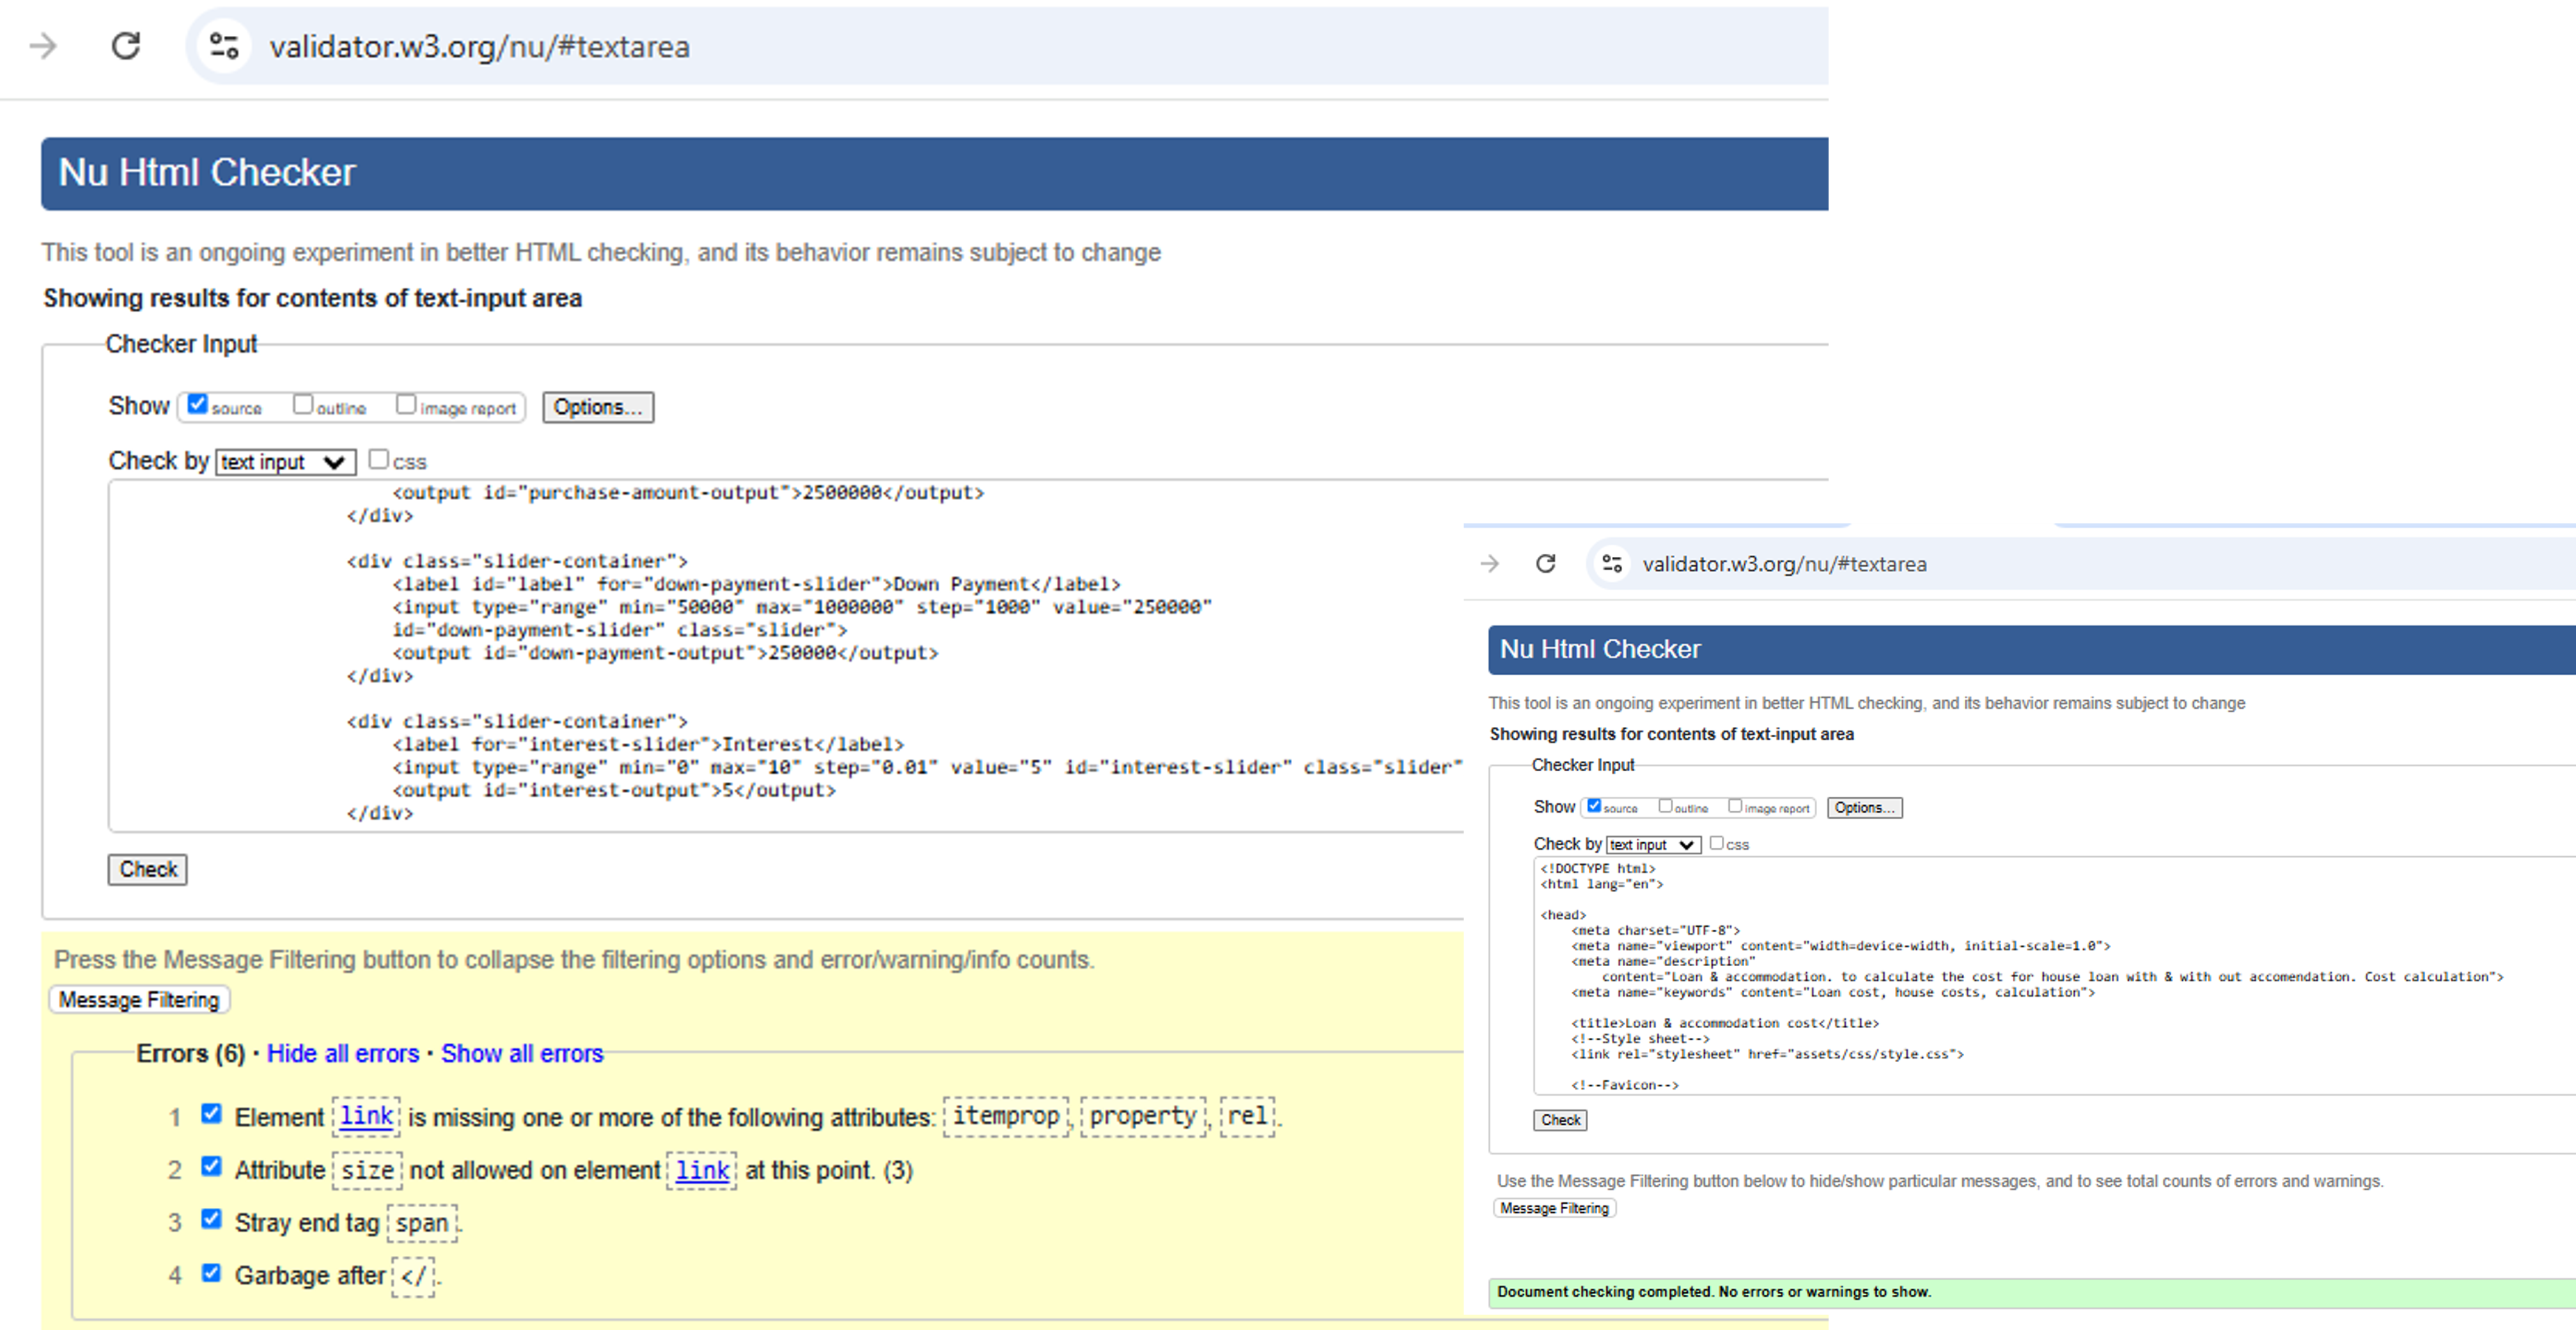 validator.w3.org/nu/#textarea
Nu Html Checker
This tool is an ongoing experiment in better HTML checking, and its behavior remains subject to change
Showing results for contents of text-input area
Checker Input
Show source outline image report Options...
Check by text input css
<output id="purchase-amount-output">2500000</output>
</div>
<div class="slider-container">
<label id="label" for="down-payment-slider">Down Payment</label>
<input type="range" min="50000" max="1000000" step="1000" value="250000"
id="down-payment-slider" class="slider">
<output id="down-payment-output">250000</output>
</div>
<div class="slider-container">
<label for="interest-slider">Interest</label>
<input type="range" min="0" max="10" step="0.01" value="5" id="interest-slider" class="slider"
<output id="interest-output">5</output>
</div>
Check
Press the Message Filtering button to collapse the filtering options and error/warning/info counts.
Message Filtering
Errors (6) · Hide all errors · Show all errors
1 Element link is missing one or more of the following attributes: itemprop, property, rel.
2 Attribute size not allowed on element link at this point. (3)
3 Stray end tag span.
4 Garbage after </.
validator.w3.org/nu/#textarea
Nu Html Checker
This tool is an ongoing experiment in better HTML checking, and its behavior remains subject to change
Showing results for contents of text-input area
Checker Input
Show source outline image report Options...
Check by text input css
<!DOCTYPE html>
<html lang="en">
<head>
<meta charset="UTF-8">
<meta name="viewport" content="width=device-width, initial-scale=1.0">
<meta name="description"
content="Loan & accommodation. to calculate the cost for house loan with & with out accomendation. Cost calculation">
<meta name="keywords" content="Loan cost, house costs, calculation">
<title>Loan & accommodation cost</title>
<!--Style sheet-->
<link rel="stylesheet" href="assets/css/style.css">
<!--Favicon-->
Check
Use the Message Filtering button below to hide/show particular messages, and to see total counts of errors and warnings.
Message Filtering
Document checking completed. No errors or warnings to show.